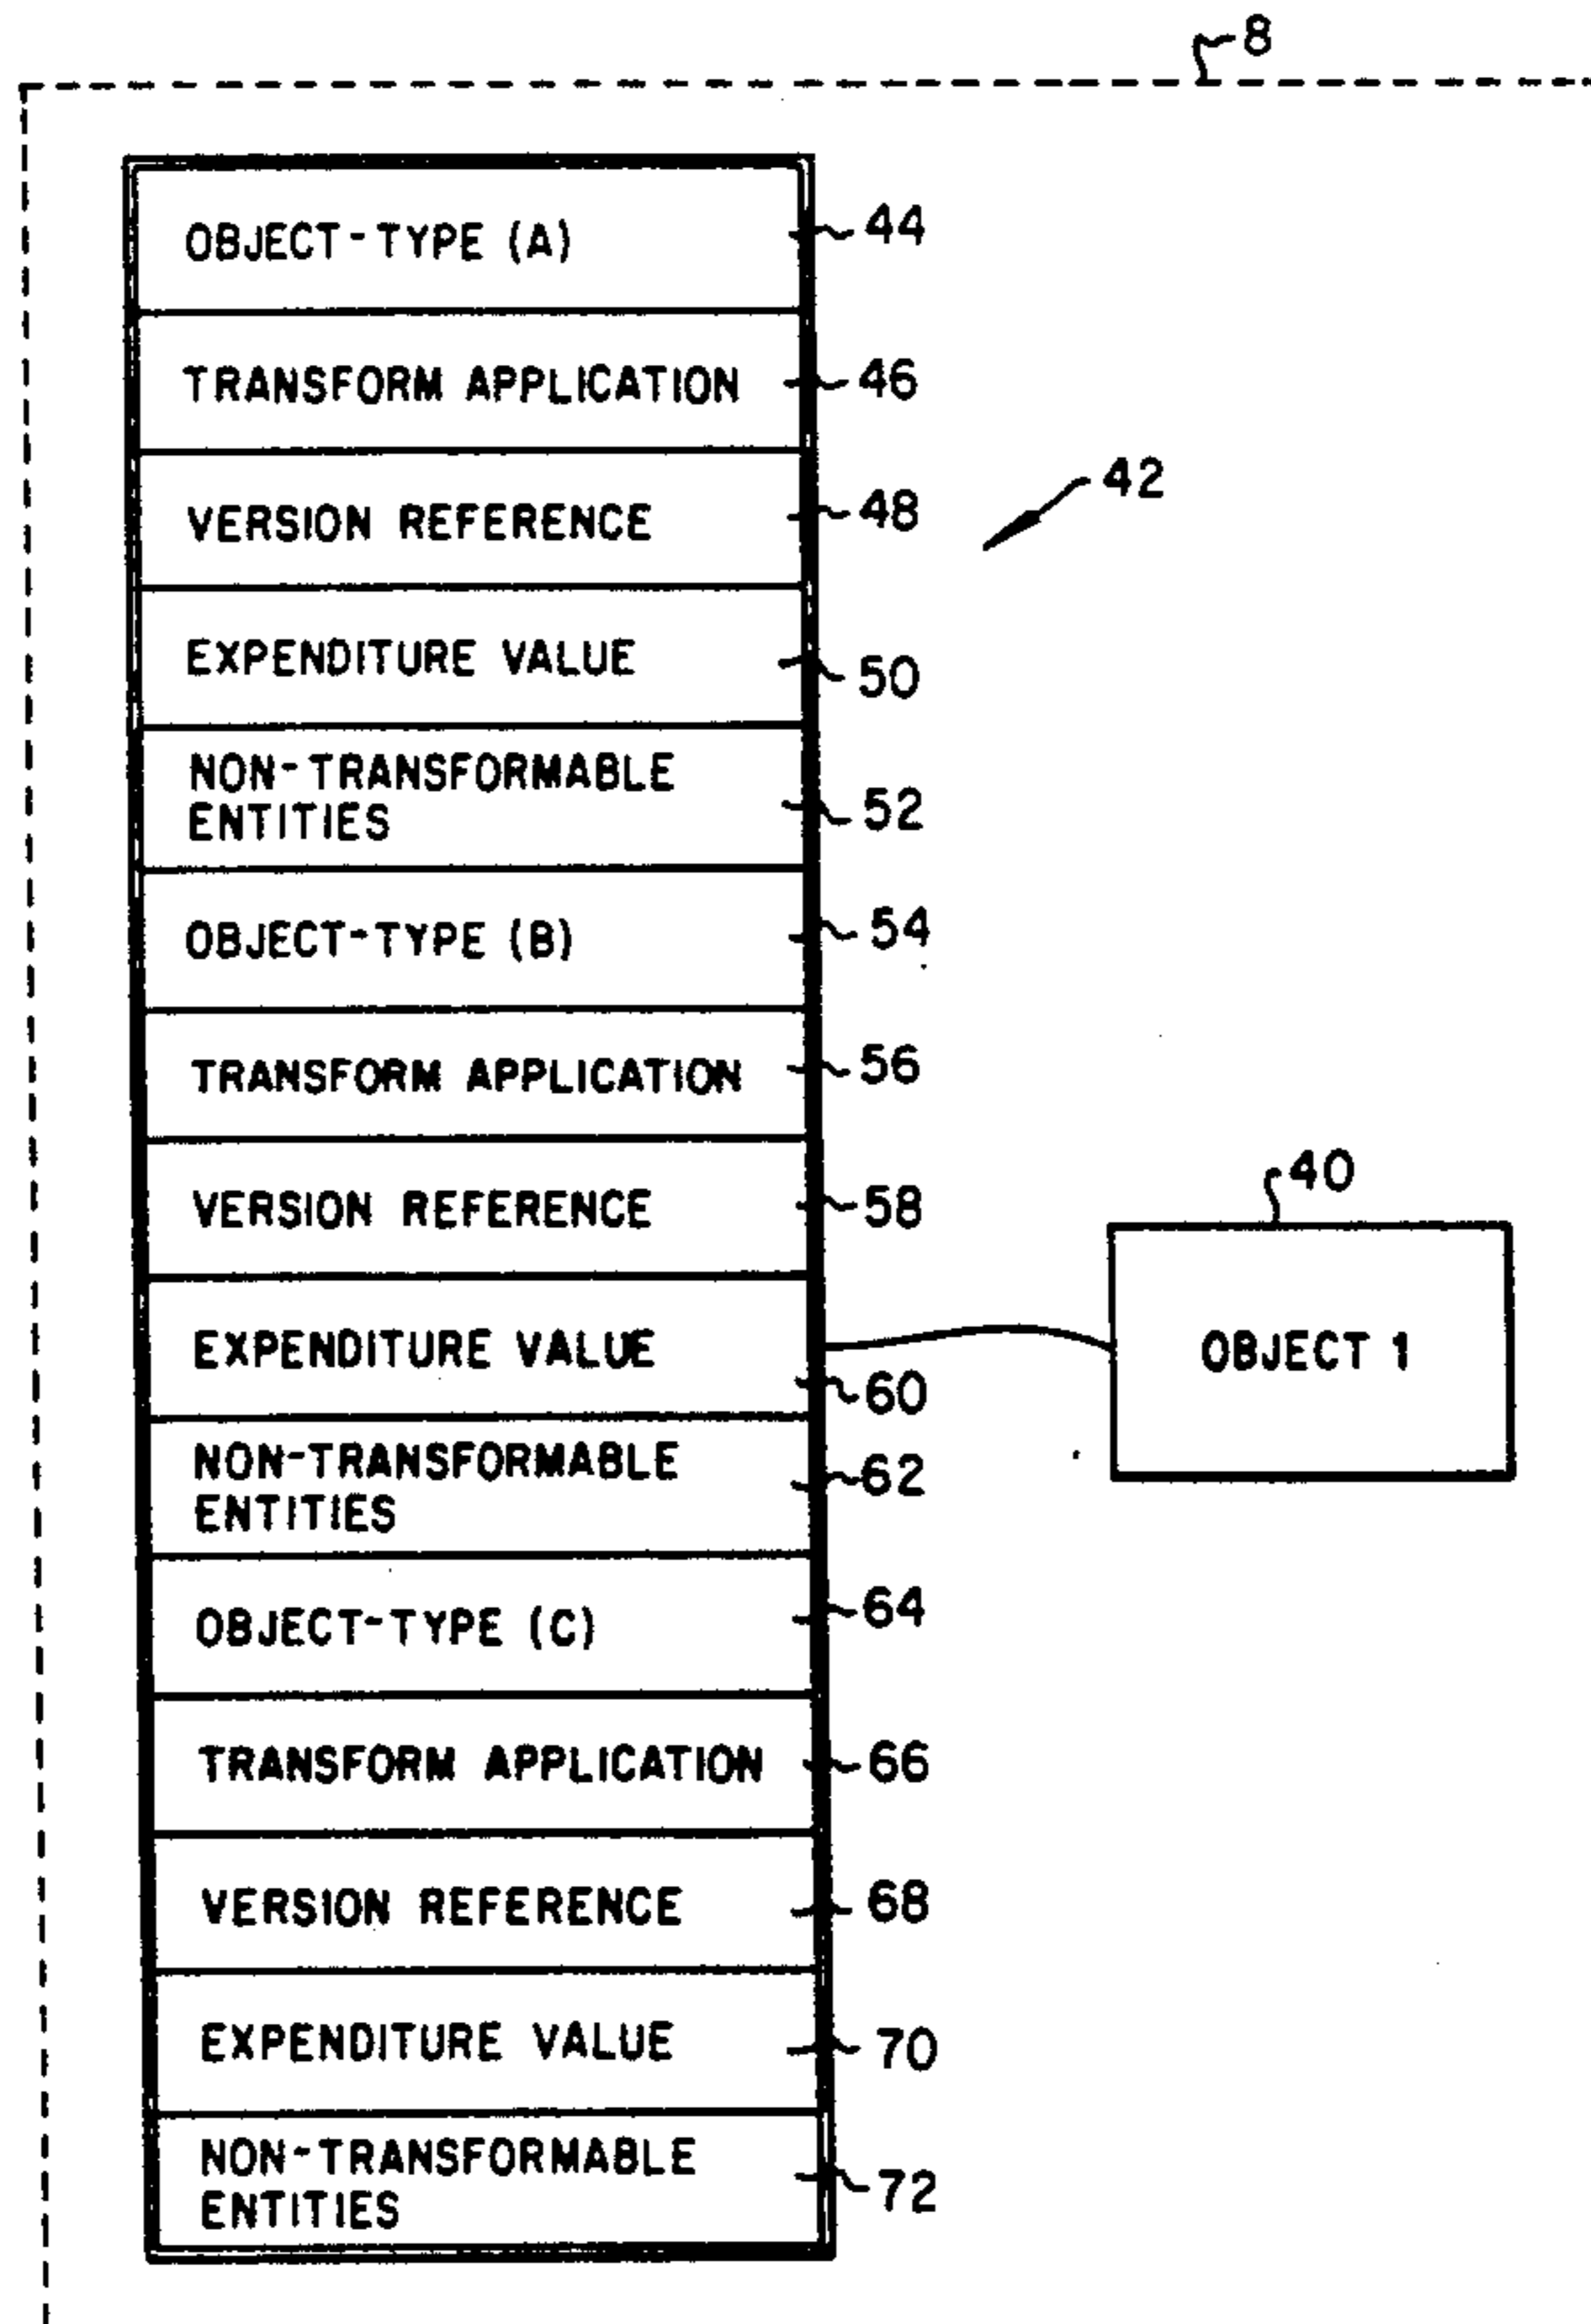 8
OBJECT-TYPE (A)
44
TRANSFORM APPLICATION
46
VERSION REFERENCE
48
42
EXPENDITURE VALUE
50
NON-TRANSFORMABLE
ENTITIES
52
OBJECT-TYPE (B)
54
TRANSFORM APPLICATION
56
VERSION REFERENCE
58
40
EXPENDITURE VALUE
60
OBJECT 1
NON-TRANSFORMABLE
ENTITIES
62
OBJECT-TYPE (C)
64
TRANSFORM APPLICATION
66
VERSION REFERENCE
68
EXPENDITURE VALUE
70
NON-TRANSFORMABLE
ENTITIES
72